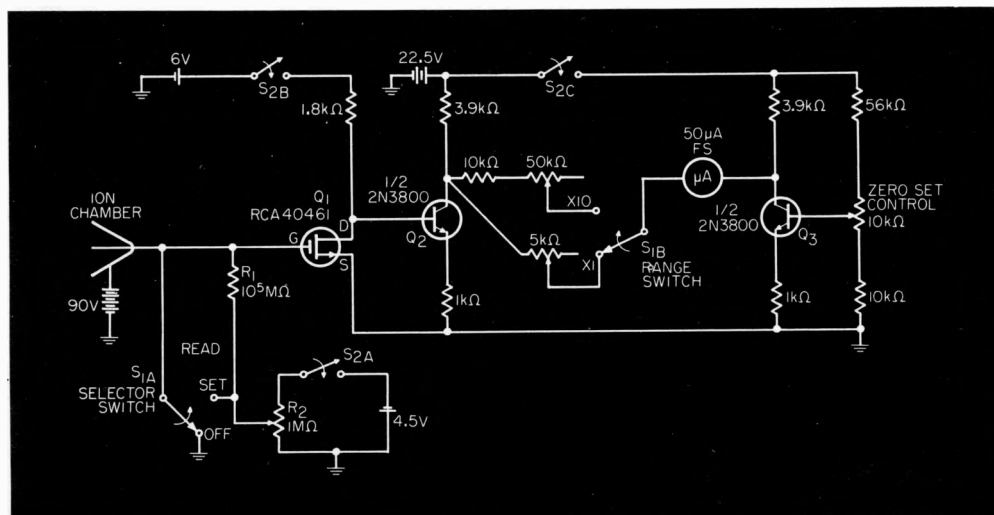 6V
S2B
1.8kΩ
22.5V
3.9kΩ
S2C
3.9kΩ
56kΩ
50µA
FS
µA
10kΩ
50kΩ
X10
ION
CHAMBER
Q1
RCA 40461
D
G
S
1/2
2N3800
Q2
5kΩ
X1
S1B
RANGE
SWITCH
1/2
2N3800
Q3
ZERO SET
CONTROL
10kΩ
90V
R1
10⁵MΩ
1kΩ
1kΩ
10kΩ
READ
S1A
SELECTOR
SWITCH
SET
OFF
S2A
R2
1MΩ
4.5V